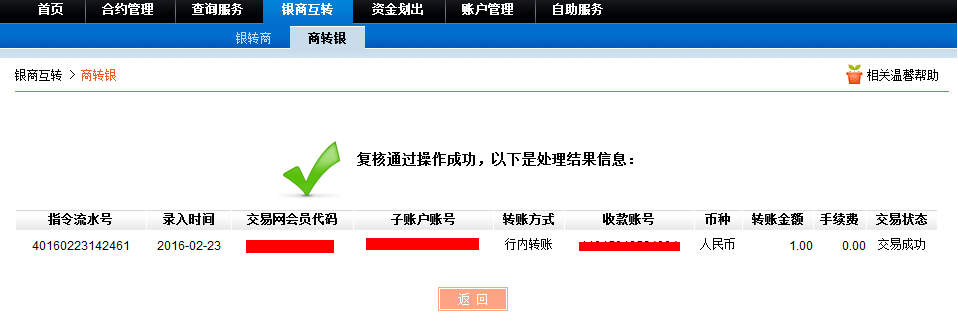 首页 合约管理 查询服务 银商互转 资金划出 账户管理 自助服务
银转商 商转银
银商互转 > 商转银 相关温馨帮助
复核通过操作成功，以下是处理结果信息：
指令流水号 录入时间 交易网会员代码 子账户账号 转账方式 收款账号 币种 转账金额 手续费 交易状态
40160223142461 2016-02-23 行内转账 人民币 1.00 0.00 交易成功
返 回